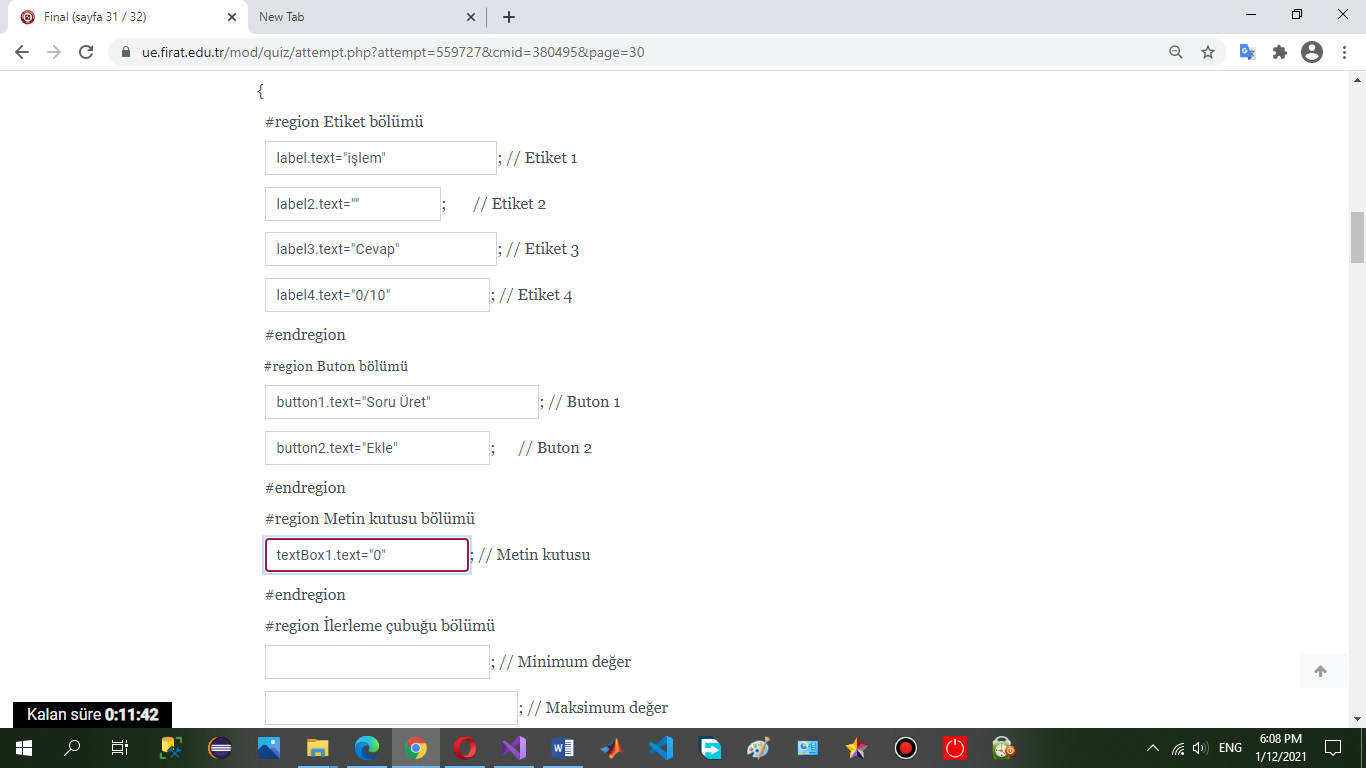 Final (sayfa 31 / 32)
New Tab
ue.firat.edu.tr/mod/quiz/attempt.php?attempt=559727&cmid=380495&page=30
{
#region Etiket bölümü
label.text="işlem" ; // Etiket 1
label2.text="" ; // Etiket 2
label3.text="Cevap" ; // Etiket 3
label4.text="0/10" ; // Etiket 4
#endregion
#region Buton bölümü
button1.text="Soru Üret" ; // Buton 1
button2.text="Ekle" ; // Buton 2
#endregion
#region Metin kutusu bölümü
textBox1.text="0" ; // Metin kutusu
#endregion
#region İlerleme çubuğu bölümü
; // Minimum değer
; // Maksimum değer
Kalan süre 0:11:42
ENG
6:08 PM
1/12/2021